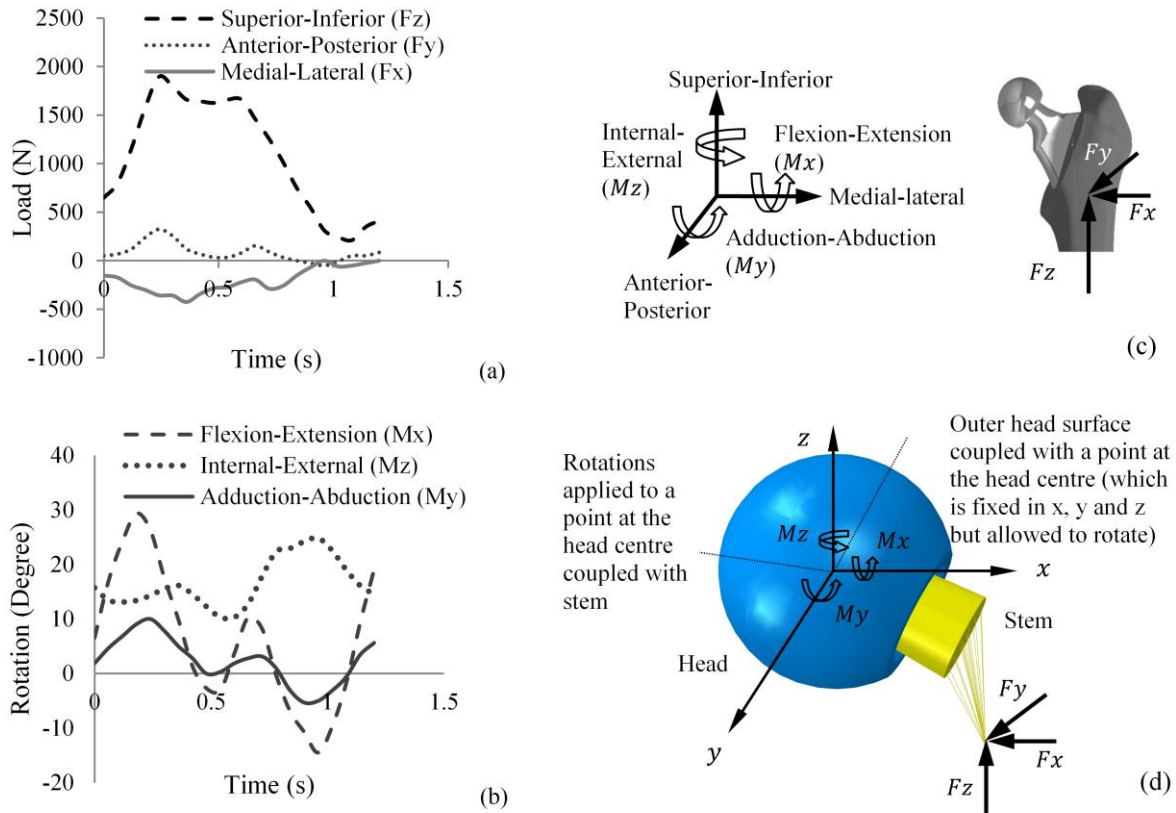 2500
2000
1500
1000
500
0
-500
-1000
Load (N)
Superior-Inferior (Fz)
Anterior-Posterior (Fy)
Medial-Lateral (Fx)
0
0.5
1
1.5
Time (s)
(a)
Superior-Inferior
Internal-
External
(Mz)
Flexion-Extension
(Mx)
Medial-lateral
Adduction-Abduction
(My)
Anterior-
Posterior
Fy
Fx
Fz
(c)
Flexion-Extension (Mx)
Internal-External (Mz)
Adduction-Abduction (My)
40
30
20
10
0
-10
-20
Rotation (Degree)
0
0.5
1
1.5
Time (s)
(b)
Rotations
applied to a
point at the
head centre
coupled with
stem
Outer head surface
coupled with a point at
the head centre (which
is fixed in x, y and z
but allowed to rotate)
z
Mz
Mx
x
My
Stem
Head
y
Fy
Fx
Fz
(d)